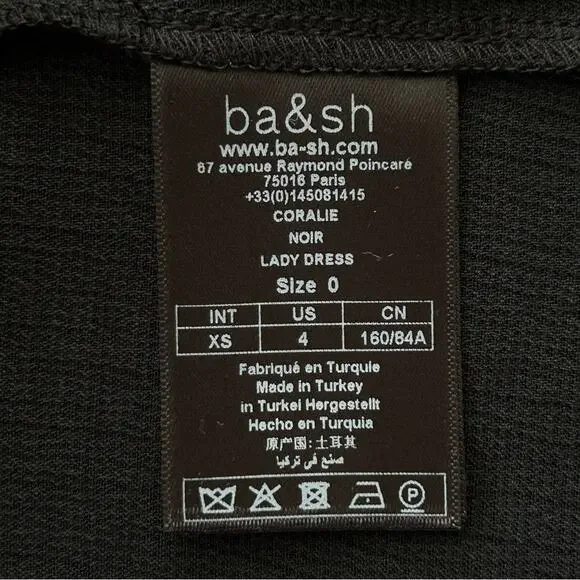 ba&sh
www.ba-sh.com
67 avenue Raymond Poincaré
75016 Paris
+33(0)145081415
CORALIE
NOIR
LADY DRESS
Size 0
INT US CN
XS 4 160/84A
Fabriqué en Turquie
Made in Turkey
in Turkei Hergestellt
Hecho en Turquia
原产国:土耳其
صنع في تركيا
P